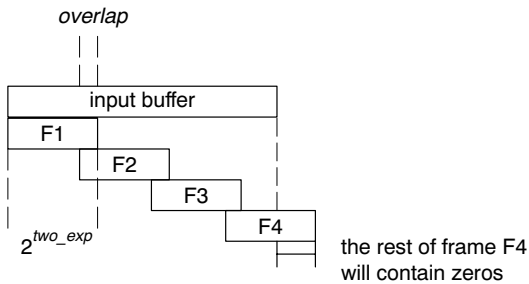 overlap
input buffer
F1
F2
F3
F4
2^two_exp
the rest of frame F4
will contain zeros